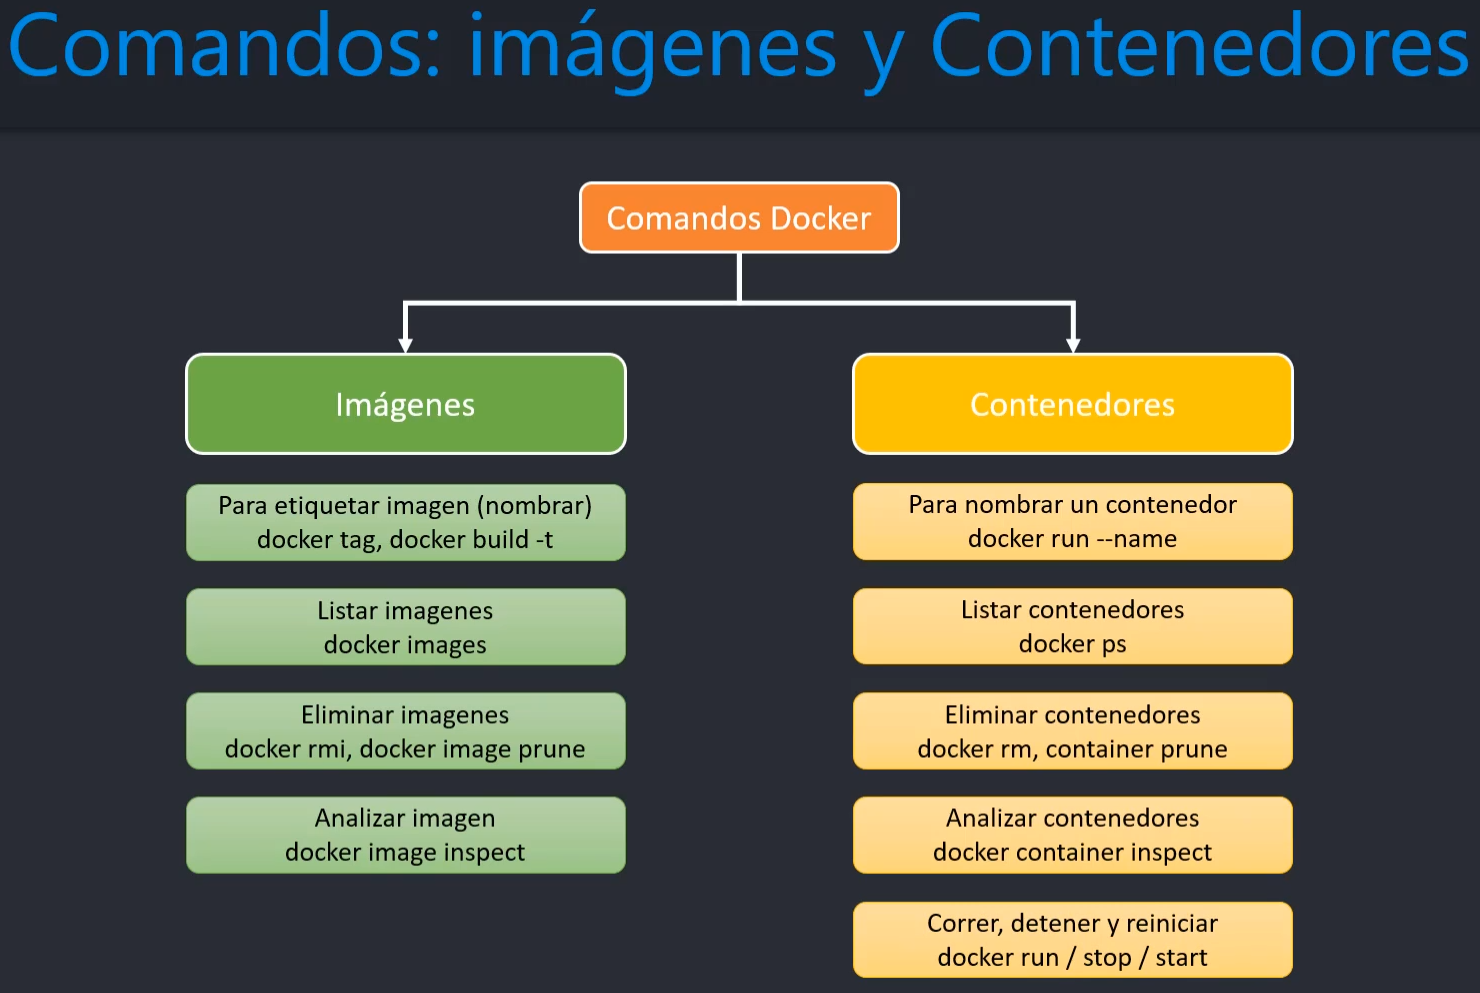 Comandos: imágenes y Contenedores
Comandos Docker
Imágenes
Para etiquetar imagen (nombrar)
docker tag, docker build -t
Listar imagenes
docker images
Eliminar imagenes
docker rmi, docker image prune
Analizar imagen
docker image inspect
Contenedores
Para nombrar un contenedor
docker run --name
Listar contenedores
docker ps
Eliminar contenedores
docker rm, container prune
Analizar contenedores
docker container inspect
Correr, detener y reiniciar
docker run / stop / start